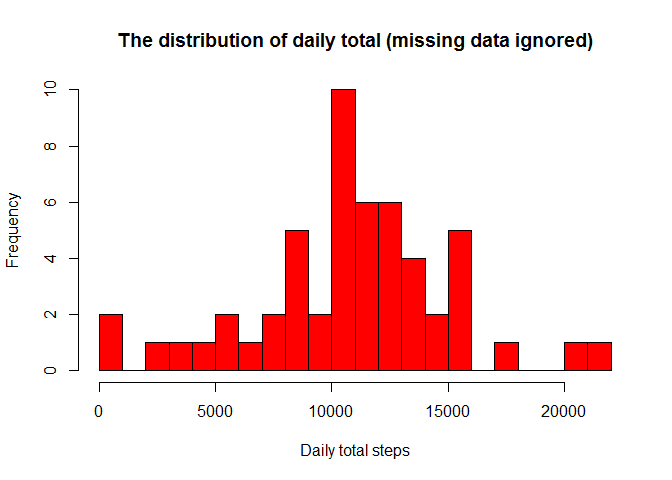 The distribution of daily total (missing data ignored)
Frequency
10
8
6
4
2
0
0 5000 10000 15000 20000
Daily total steps